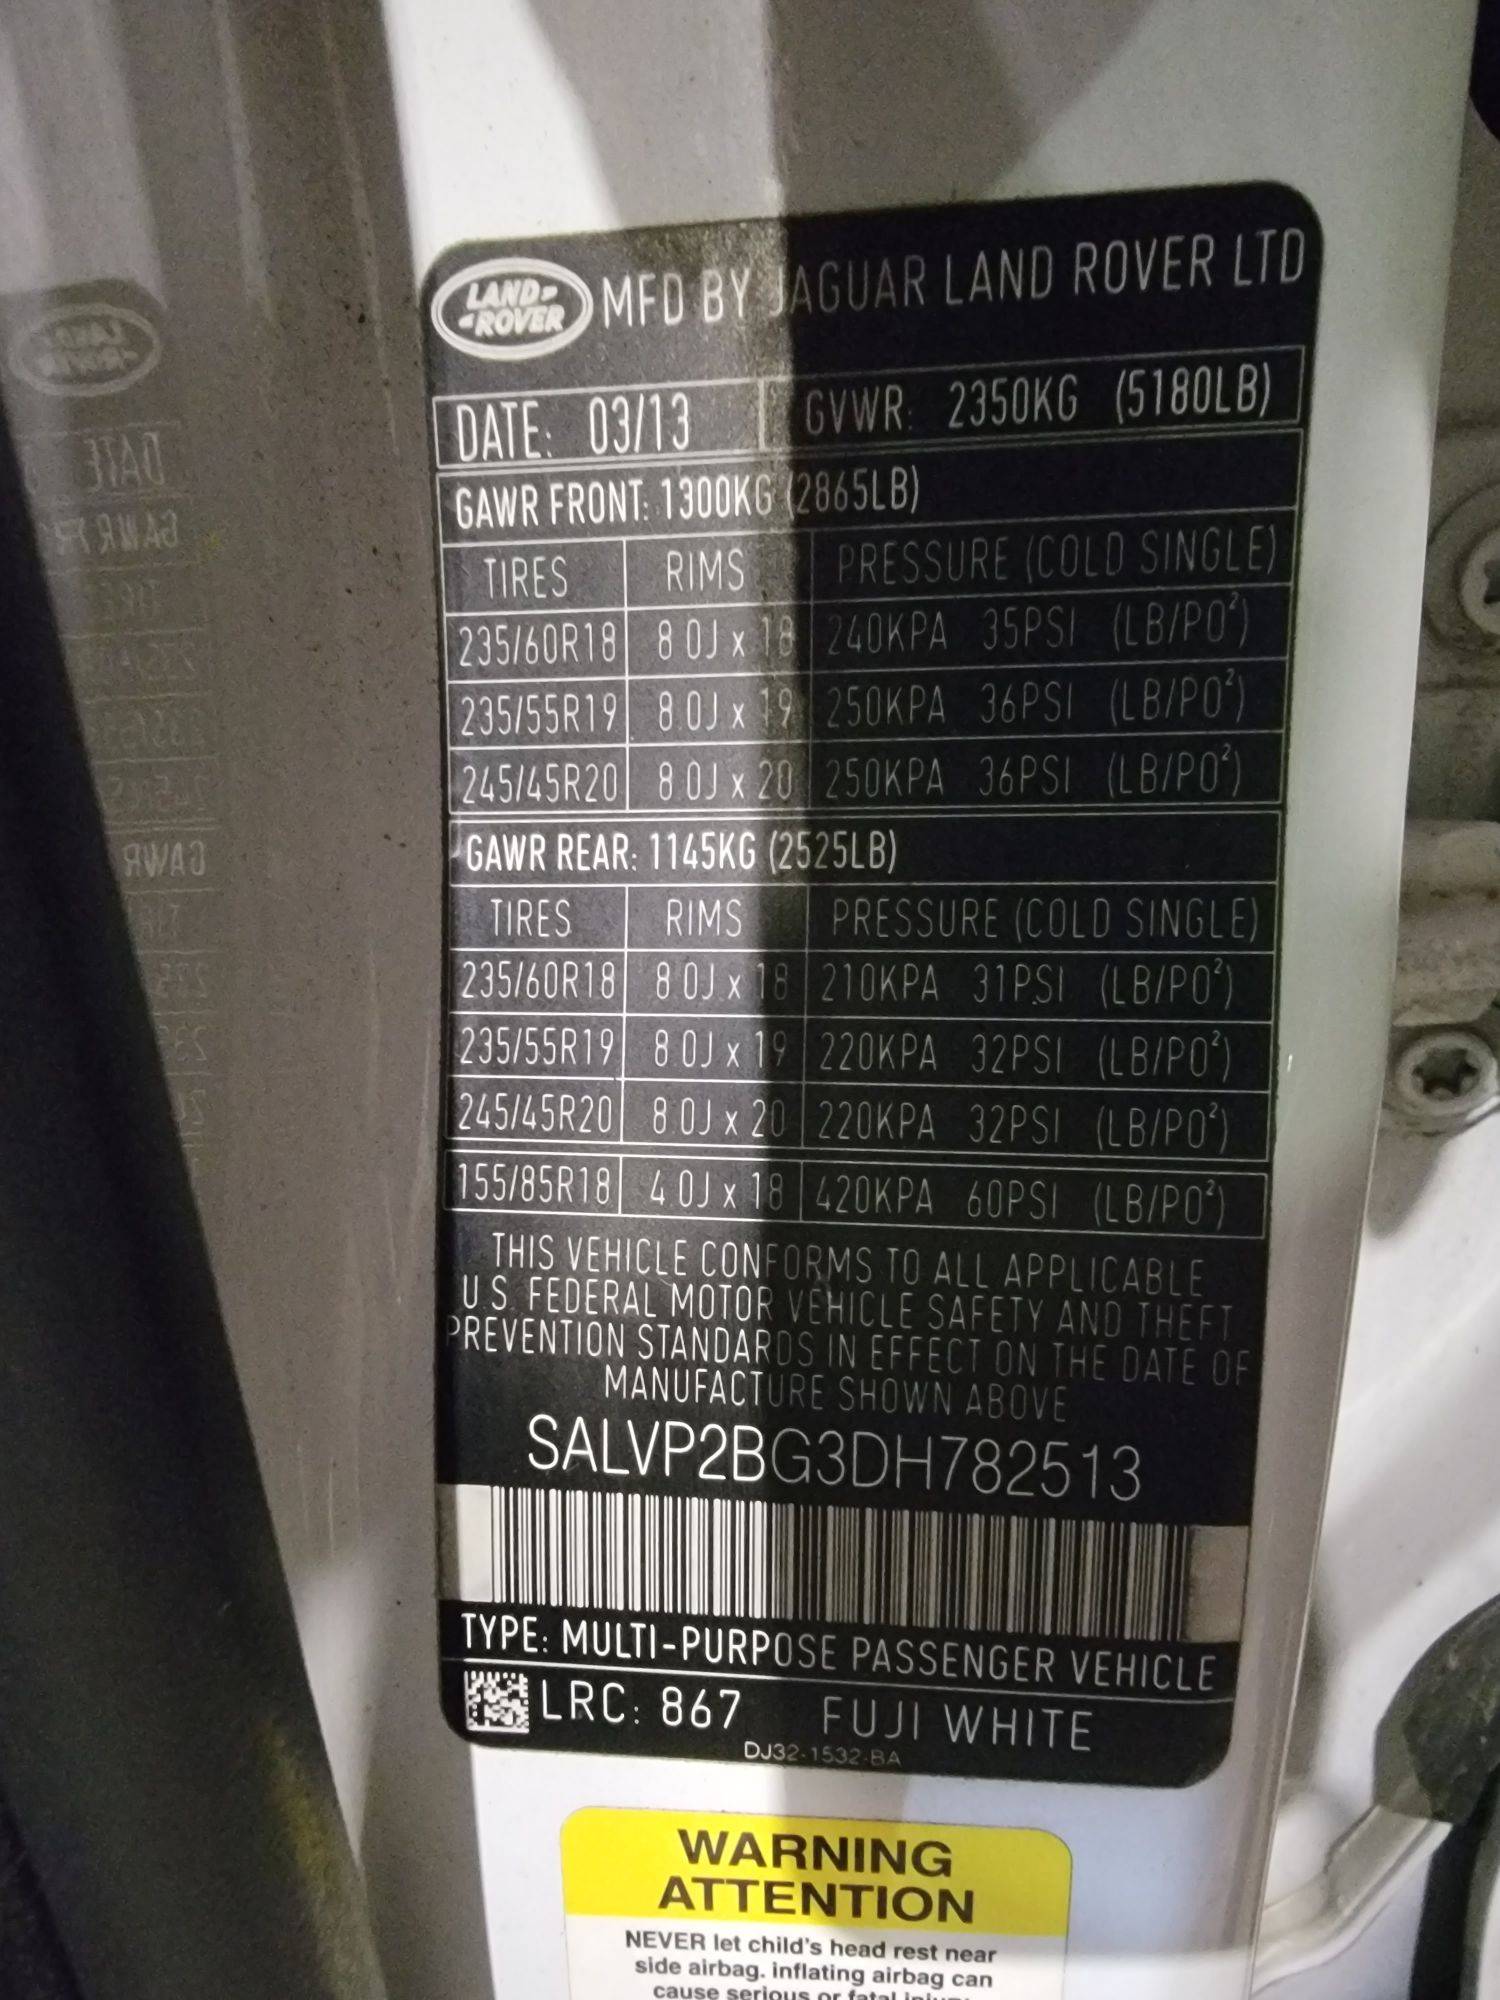 LAND-
-ROVER
MFD BY JAGUAR LAND ROVER LTD
DATE: 03/13 GVWR: 2350KG (5180LB)
GAWR FRONT: 1300KG (2865LB)
TIRES RIMS PRESSURE (COLD SINGLE)
235/60R18 8.0J x 18 240KPA 35PSI (LB/PO²)
235/55R19 8.0J x 19 250KPA 36PSI (LB/PO²)
245/45R20 8.0J x 20 250KPA 36PSI (LB/PO²)
GAWR REAR: 1145KG (2525LB)
TIRES RIMS PRESSURE (COLD SINGLE)
235/60R18 8.0J x 18 210KPA 31PSI (LB/PO²)
235/55R19 8.0J x 19 220KPA 32PSI (LB/PO²)
245/45R20 8.0J x 20 220KPA 32PSI (LB/PO²)
155/85R18 4.0J x 18 420KPA 60PSI (LB/PO²)
THIS VEHICLE CONFORMS TO ALL APPLICABLE
U.S. FEDERAL MOTOR VEHICLE SAFETY AND THEFT
PREVENTION STANDARDS IN EFFECT ON THE DATE OF
MANUFACTURE SHOWN ABOVE
SALVP2BG3DH782513
TYPE: MULTI-PURPOSE PASSENGER VEHICLE
LRC: 867 FUJI WHITE
DJ32-1532-BA
WARNING
ATTENTION
NEVER let child's head rest near
side airbag. inflating airbag can
cause serious or fatal